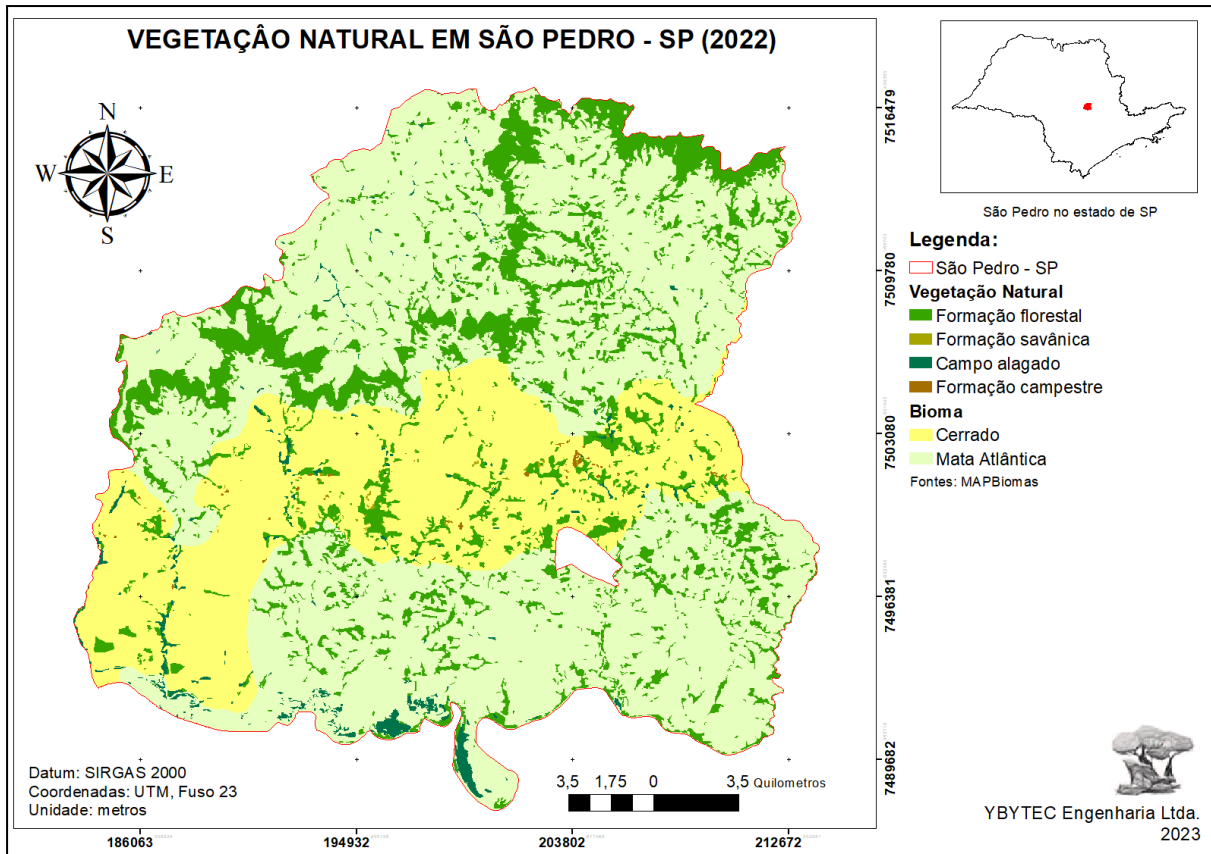 VEGETAÇÂO NATURAL EM SÃO PEDRO - SP (2022)
N
W E
S
São Pedro no estado de SP
Legenda:
São Pedro - SP
Vegetação Natural
Formação florestal
Formação savânica
Campo alagado
Formação campestre
Bioma
Cerrado
Mata Atlântica
Fontes: MAPBiomas
7516479
7509780
7503080
7496381
7489682
Datum: SIRGAS 2000
Coordenadas: UTM, Fuso 23
Unidade: metros
3,5 1,75 0 3,5 Quilometros
YBYTEC Engenharia Ltda.
2023
186063 194932 203802 212672